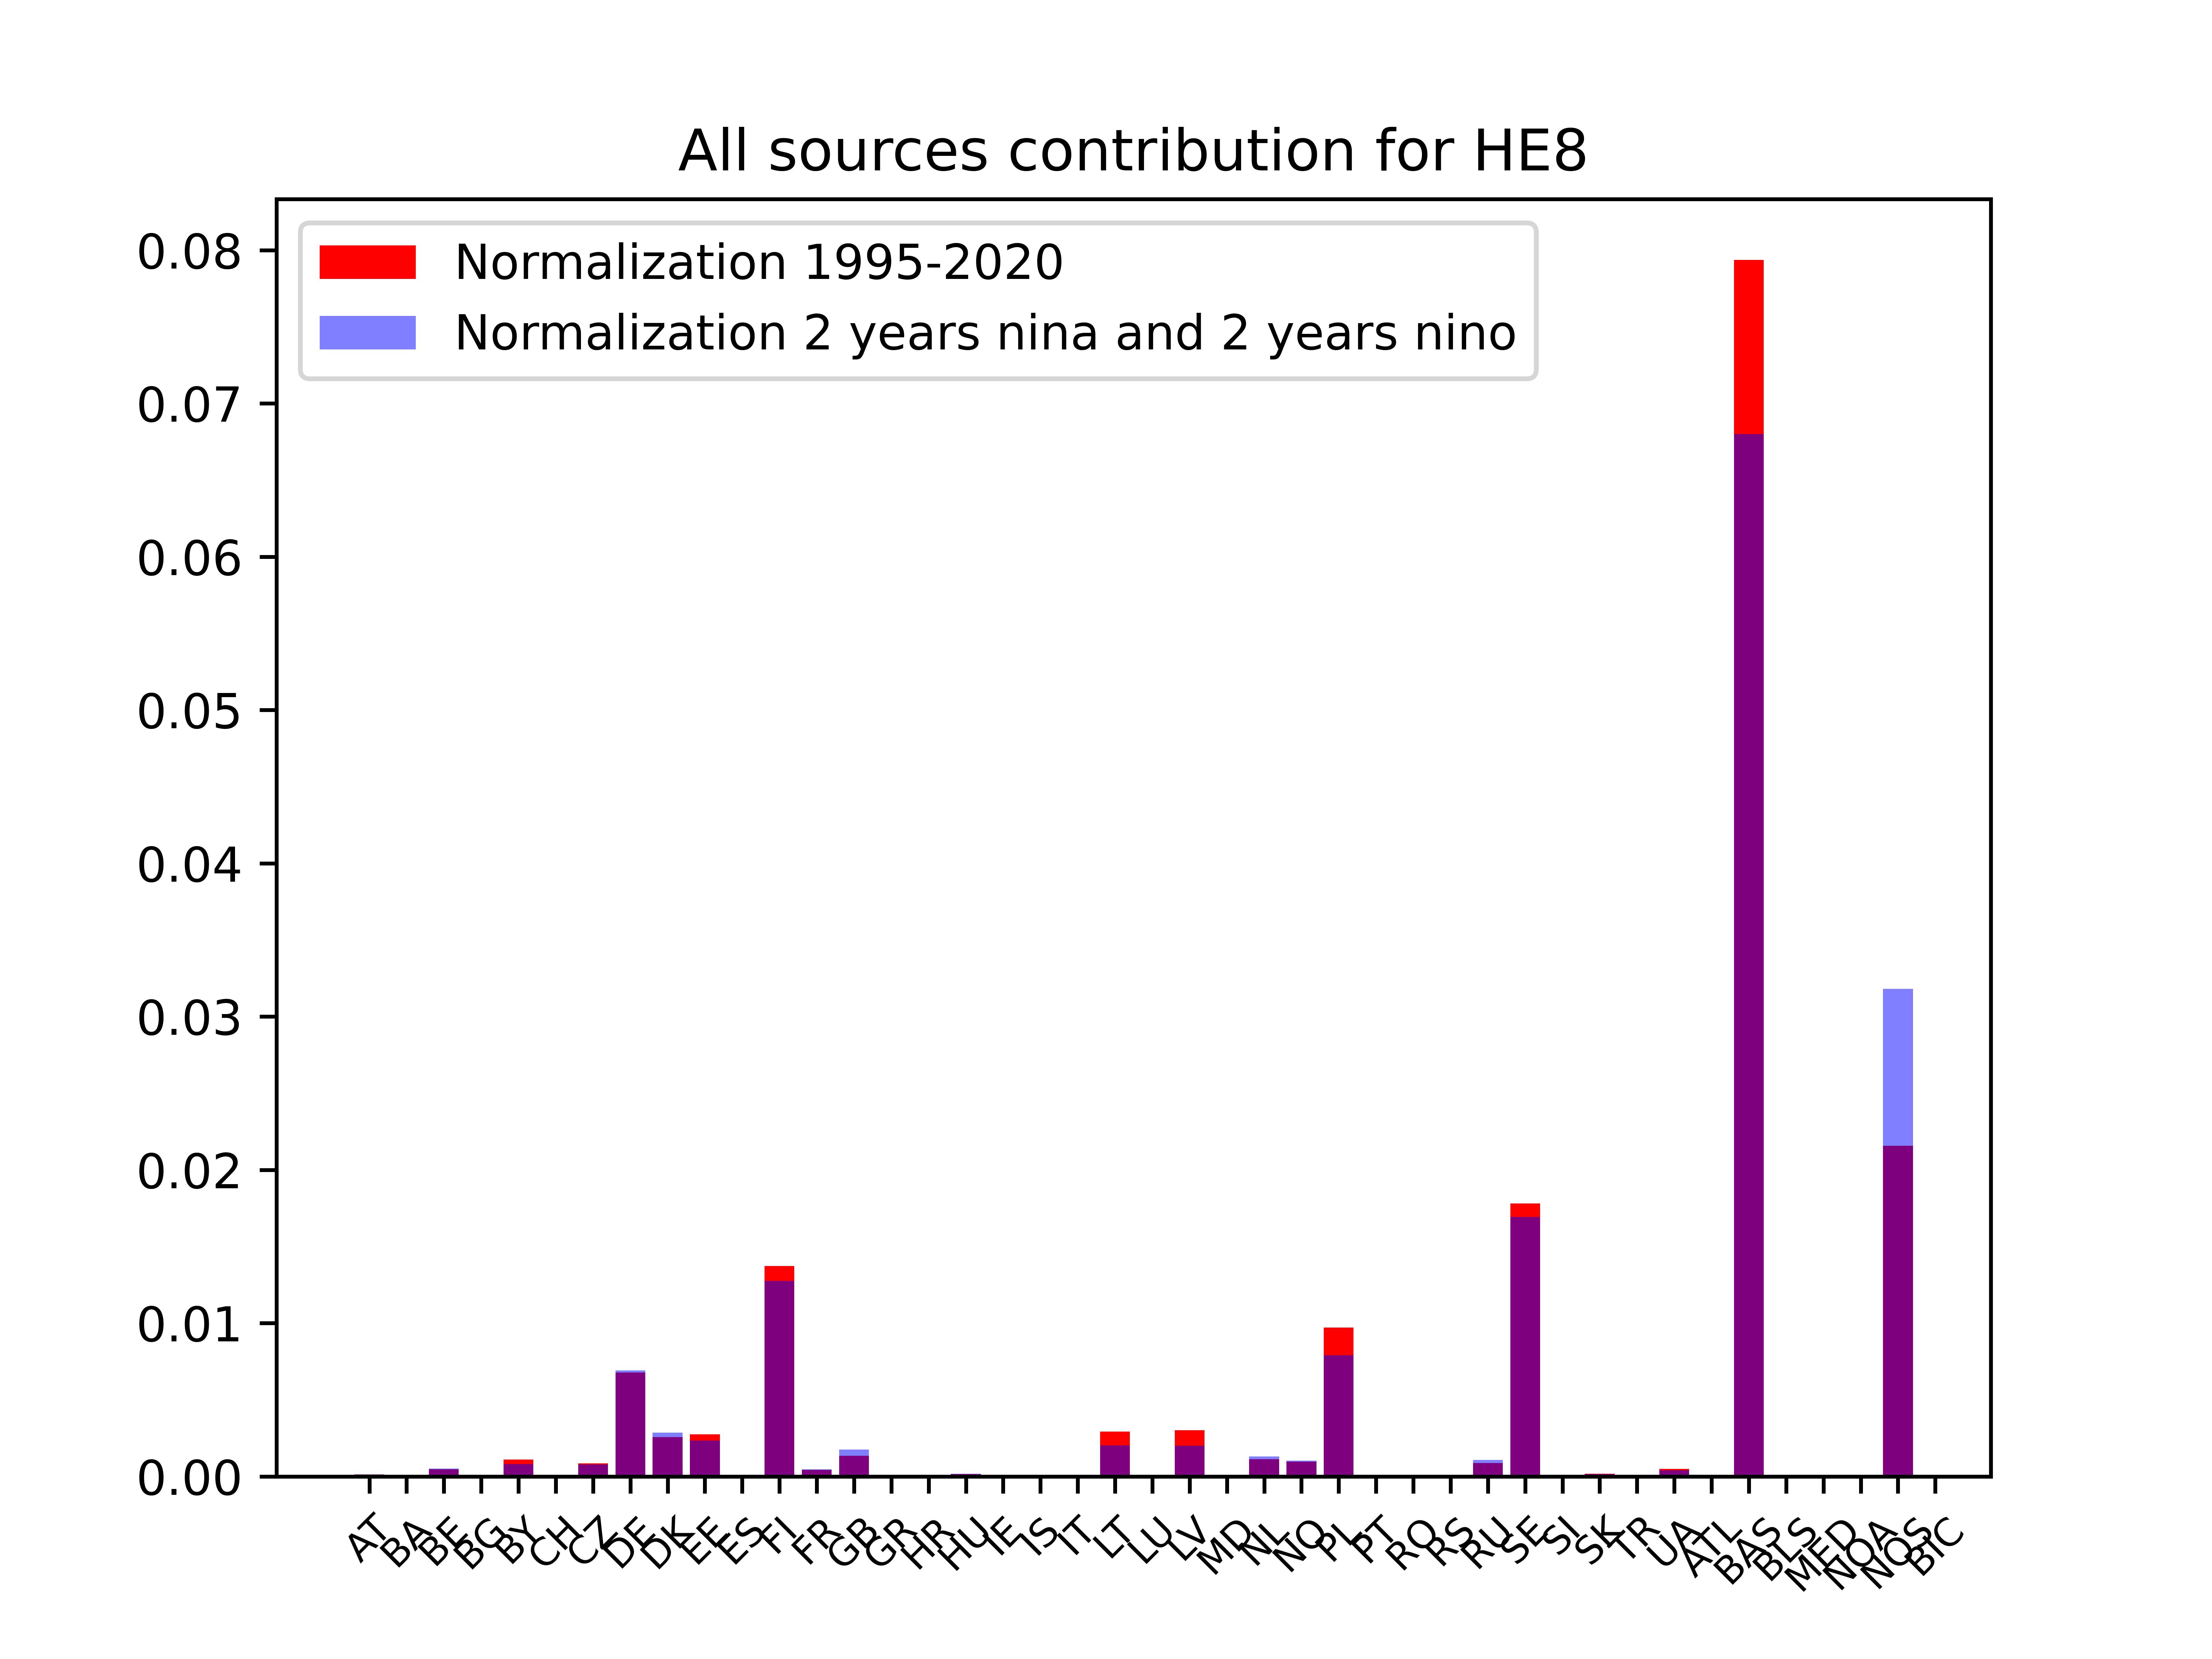 All sources contribution for HE8
Normalization 1995-2020
Normalization 2 years nina and 2 years nino
0.08
0.07
0.06
0.05
0.04
0.03
0.02
0.01
0.00
AT
BA
BE
BG
BY
CH
CZ
DE
DK
EE
ES
FI
FR
GB
GR
HR
HU
IE
IS
IT
LT
LU
LV
MD
NL
NO
PL
PT
RO
RS
RU
SE
SI
SK
TR
UA
ATL
BAS
BLS
MED
NOA
NOS
BIC